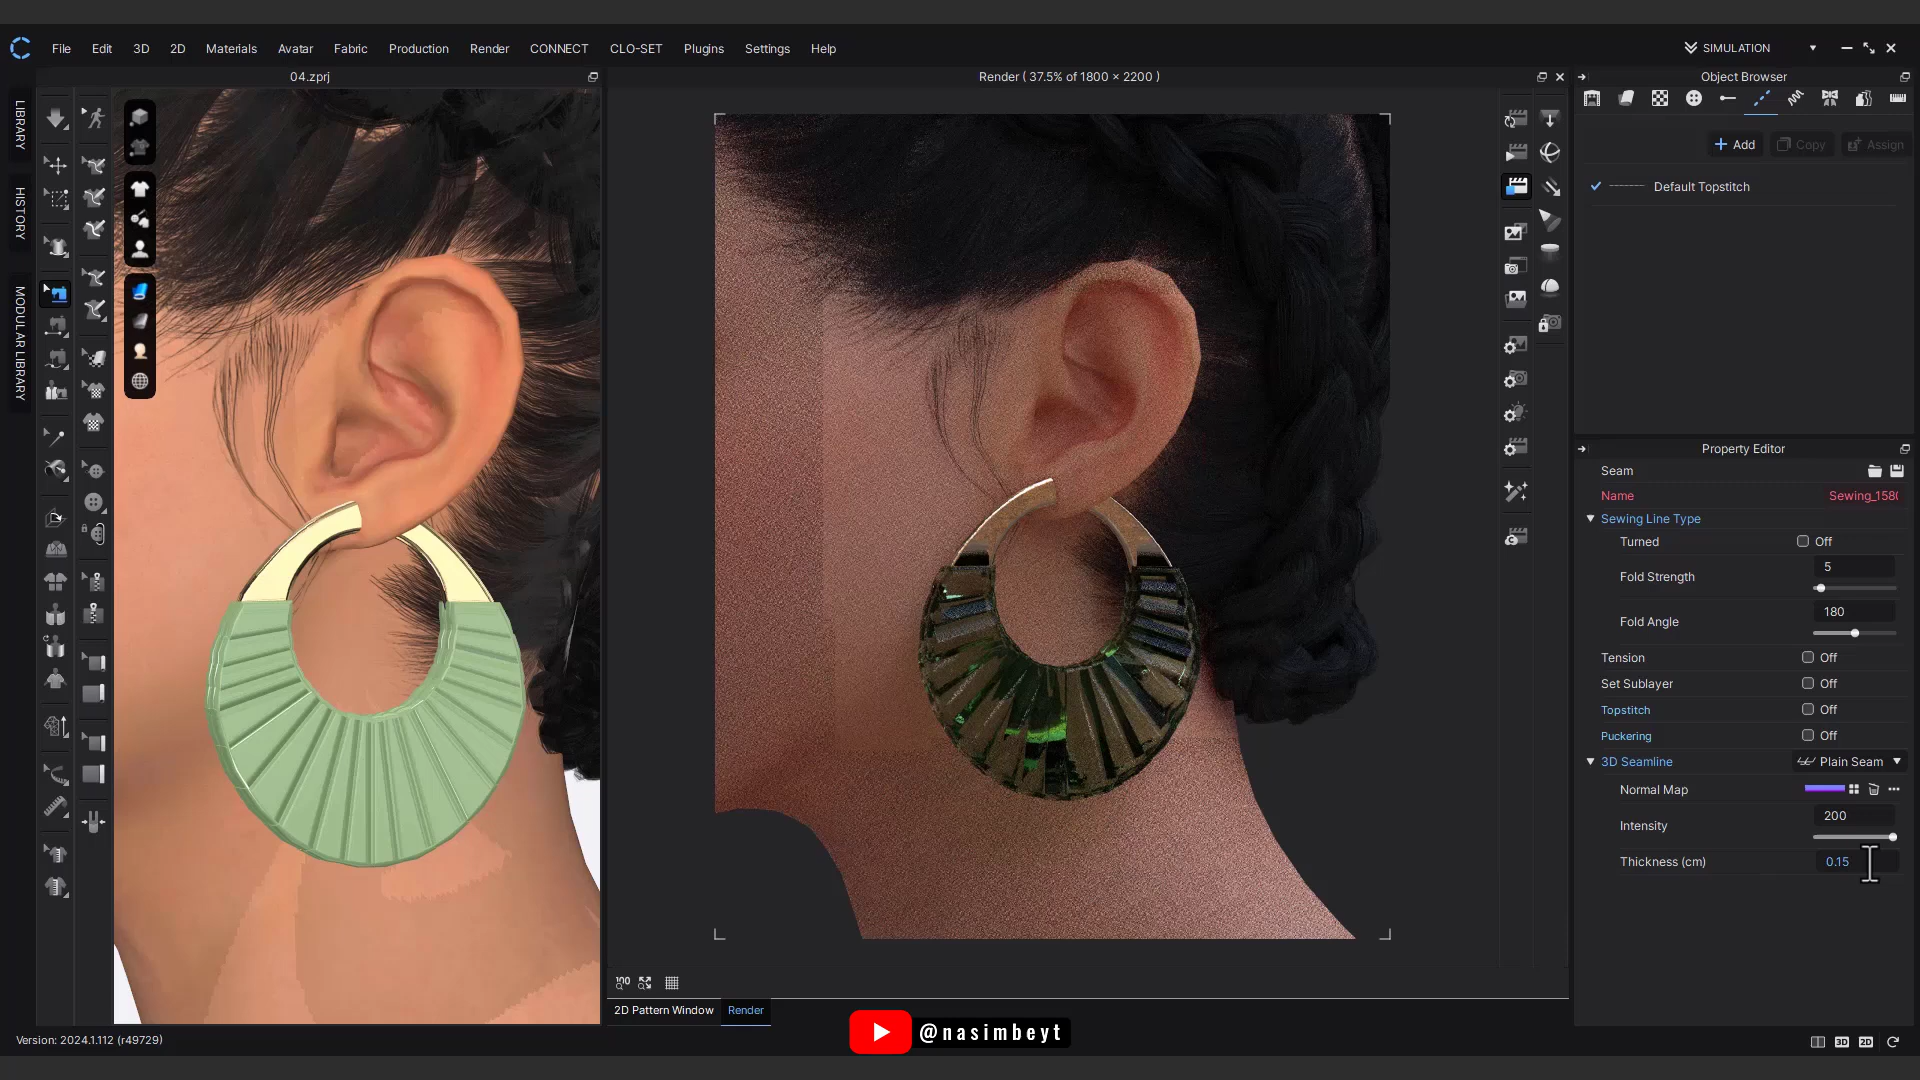 File Edit 3D 2D Materials Avatar Fabric Production Render CONNECT CLO-SET Plugins Settings Help
SIMULATION
LIBRARY
HISTORY
MODULAR LIBRARY
04.zprj
Render ( 37.5% of 1800 × 2200 )
Object Browser
Add Copy Assign
Default Topstitch
Property Editor
Seam
Name Sewing_1580
Sewing Line Type
Turned Off
Fold Strength 5
Fold Angle 180
Tension Off
Set Sublayer Off
Topstitch Off
Puckering Off
3D Seamline Plain Seam
Normal Map
Intensity 200
Thickness (cm) 0.15
100
2D Pattern Window Render
@nasimbeyt
Version: 2024.1.112 (r49729)
3D 2D